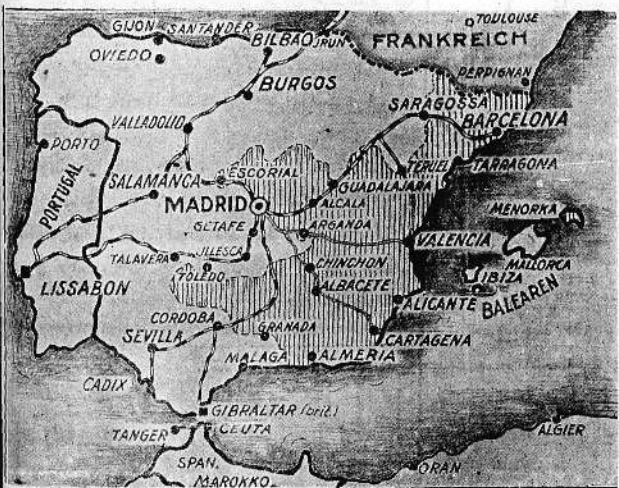 TOULOUSE
GIJON
SANTANDER
BILBAO
JRUN
FRANKREICH
OVIEDO
PERPIGNAN
BURGOS
SARAGOSSA
BARCELONA
VALLADOLID
PORTO
ESCORIAL
TERUEL
TARRAGONA
SALAMANCA
GUADALAJARA
PORTUGAL
MADRID
ALCALA
MENORKA
GETAFE
ARGANDA
VALENCIA
TALAVERA
JLLESCA
CHINCHON
MALLORCA
LISSABON
TOLEDO
ALBACETE
IBIZA
ALICANTE
BALEAREN
CORDOBA
SEVILLA
GRANADA
CARTAGENA
MALAGA
ALMERIA
CADIX
GIBRALTAR (brit.)
TANGER
CEUTA
ALGIER
SPAN.
MAROKKO
ORAN